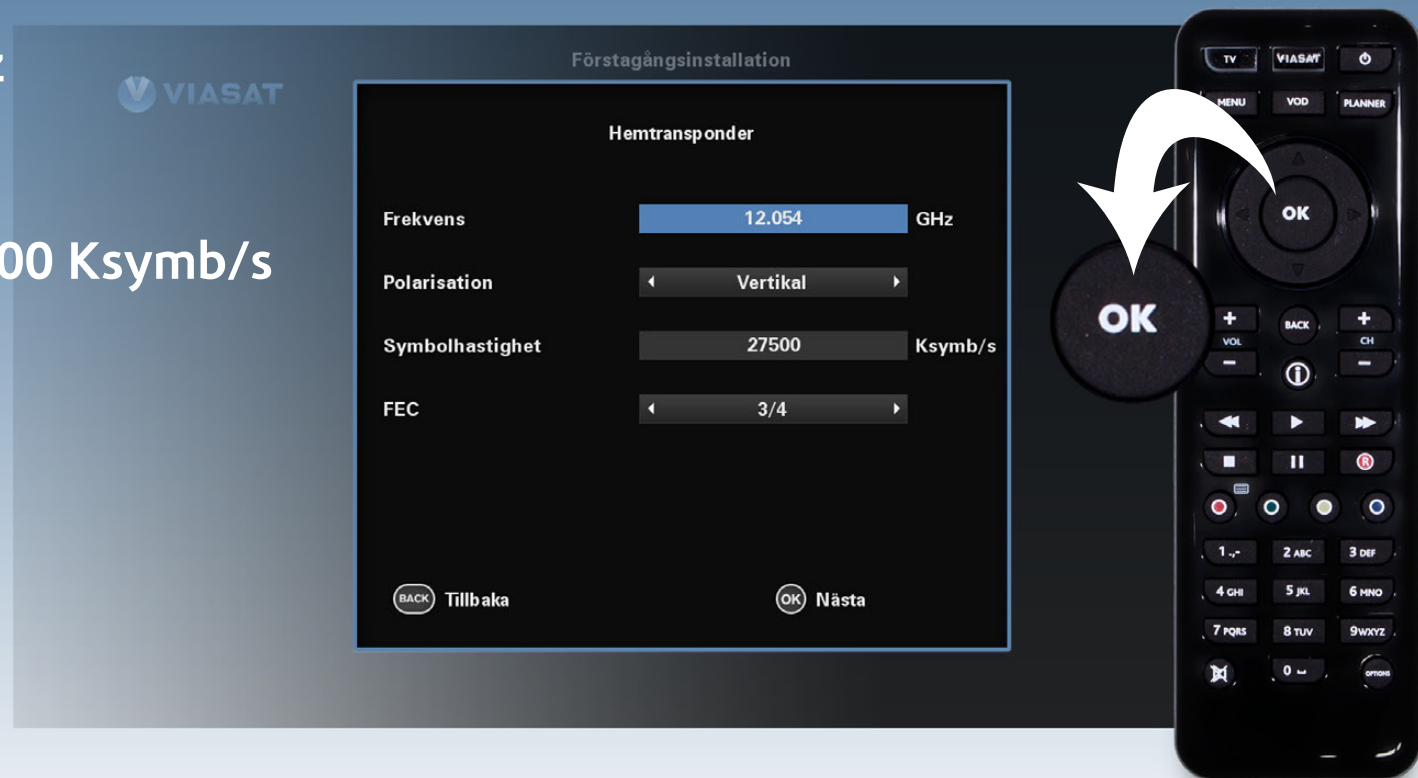 Förstagångsinstallation
VIASAT
Hemtransponder
Frekvens 12.054 GHz
00 Ksymb/s
Polarisation Vertikal
Symbolhastighet 27500 Ksymb/s
FEC 3/4
BACK Tillbaka OK Nästa
OK
TV VIASAT
MENU VOD PLANNER
OK
+ BACK +
VOL CH
- i -
R
1 .,- 2 ABC 3 DEF
4 GHI 5 JKL 6 MNO
7 PQRS 8 TUV 9 WXYZ
0 OPTIONS